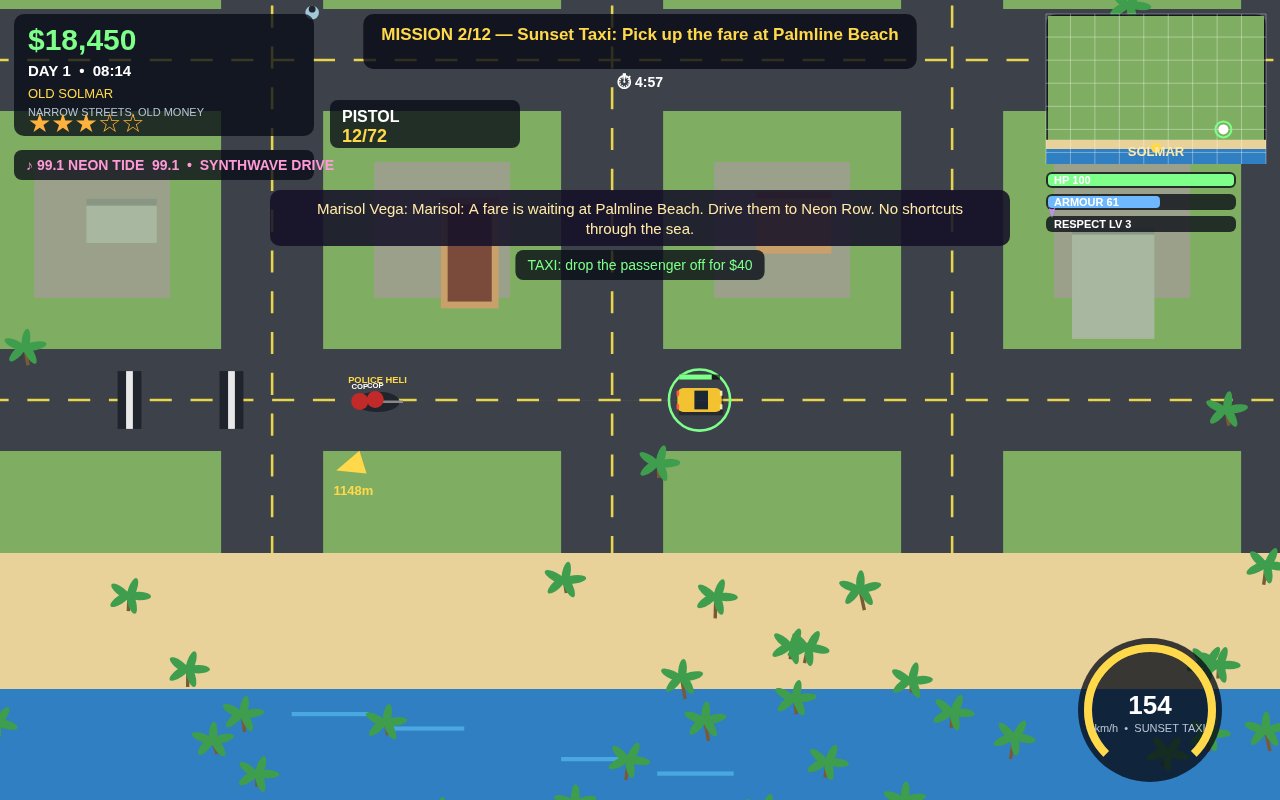 $18,450
DAY 1 • 08:14
OLD SOLMAR
NARROW STREETS, OLD MONEY
★★★☆☆
♪ 99.1 NEON TIDE 99.1 • SYNTHWAVE DRIVE
MISSION 2/12 — Sunset Taxi: Pick up the fare at Palmline Beach
⏱ 4:57
PISTOL
12/72
SOLMAR
HP 100
ARMOUR 61
RESPECT LV 3
Marisol Vega: Marisol: A fare is waiting at Palmline Beach. Drive them to Neon Row. No shortcuts
through the sea.
TAXI: drop the passenger off for $40
POLICE HELI
COP
COP
1148m
154
km/h • SUNSET TAXI